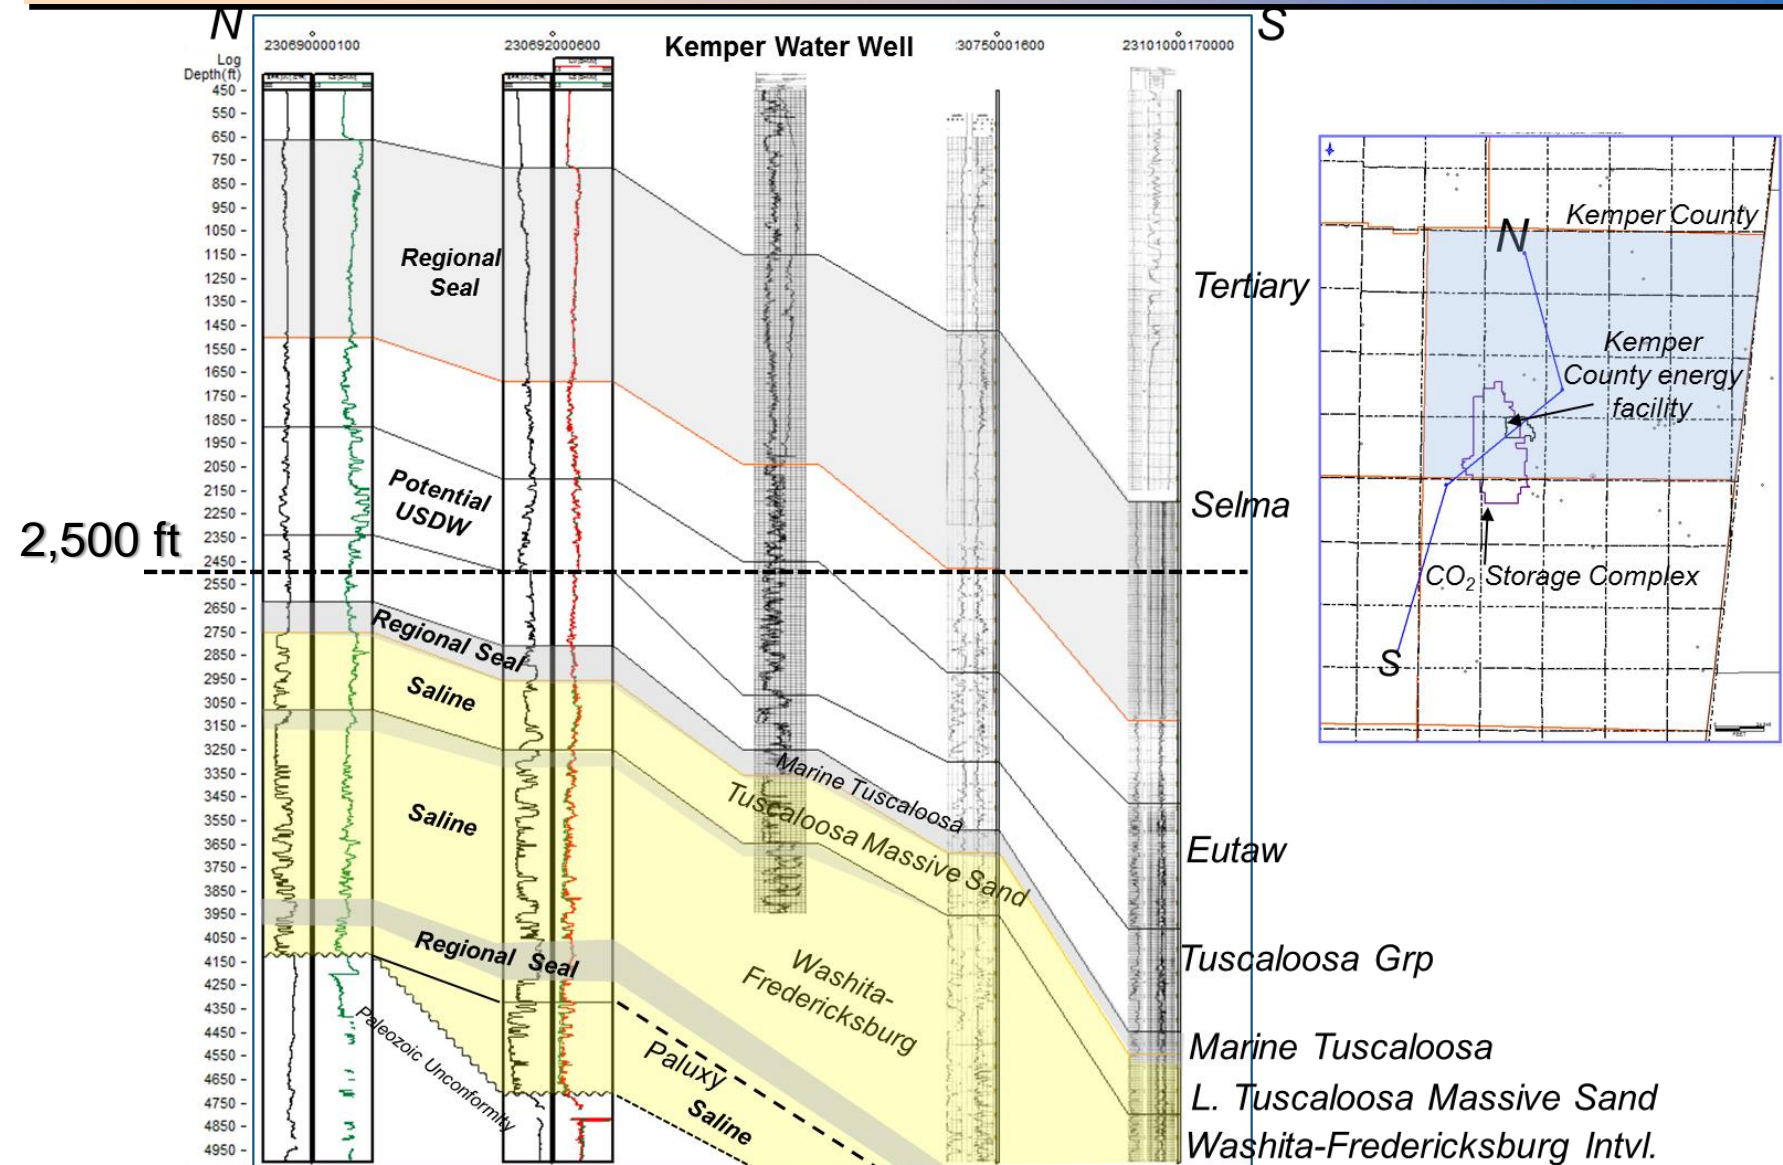 N
S
230690000100
230692000600
Kemper Water Well
30750001600
23101000170000
Log
Depth(ft)
450
550
650
750
850
950
1050
1150
1250
1350
1450
1550
1650
1750
1850
1950
2050
2150
2250
2350
2450
2550
2650
2750
2850
2950
3050
3150
3250
3350
3450
3550
3650
3750
3850
3950
4050
4150
4250
4350
4450
4550
4650
4750
4850
4950
2,500 ft
Regional
Seal
Potential
USDW
Regional Seal
Saline
Saline
Regional Seal
Paleozoic Unconformity
Marine Tuscaloosa
Tuscaloosa Massive Sand
Washita-
Fredericksburg
Paluxy
Saline
Tertiary
Selma
Eutaw
Tuscaloosa Grp
Marine Tuscaloosa
L. Tuscaloosa Massive Sand
Washita-Fredericksburg Intvl.
Kemper County
N
Kemper
County energy
facility
CO2 Storage Complex
S
FEET